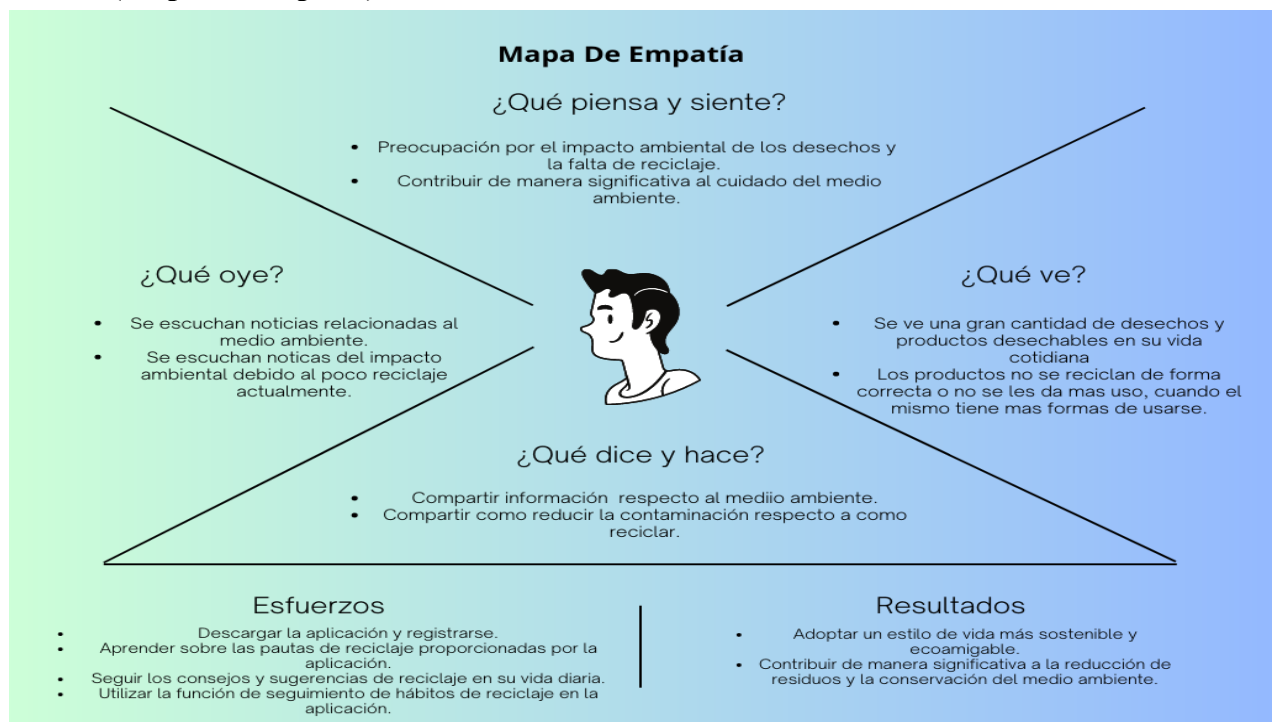 Mapa De Empatía
¿Qué piensa y siente?
• Preocupación por el impacto ambiental de los desechos y
la falta de reciclaje.
• Contribuir de manera significativa al cuidado del medio
ambiente.
¿Qué oye?
• Se escuchan noticias relacionadas al
medio ambiente.
• Se escuchan noticas del impacto
ambiental debido al poco reciclaje
actualmente.
¿Qué ve?
• Se ve una gran cantidad de desechos y
productos desechables en su vida
cotidiana
• Los productos no se reciclan de forma
correcta o no se les da mas uso, cuando el
mismo tiene mas formas de usarse.
¿Qué dice y hace?
• Compartir información respecto al mediio ambiente.
• Compartir como reducir la contaminación respecto a como
reciclar.
Esfuerzos
• Descargar la aplicación y registrarse.
• Aprender sobre las pautas de reciclaje proporcionadas por la
aplicación.
• Seguir los consejos y sugerencias de reciclaje en su vida diaria.
• Utilizar la función de seguimiento de hábitos de reciclaje en la
aplicación.
Resultados
• Adoptar un estilo de vida más sostenible y
ecoamigable.
• Contribuir de manera significativa a la reducción de
residuos y la conservación del medio ambiente.